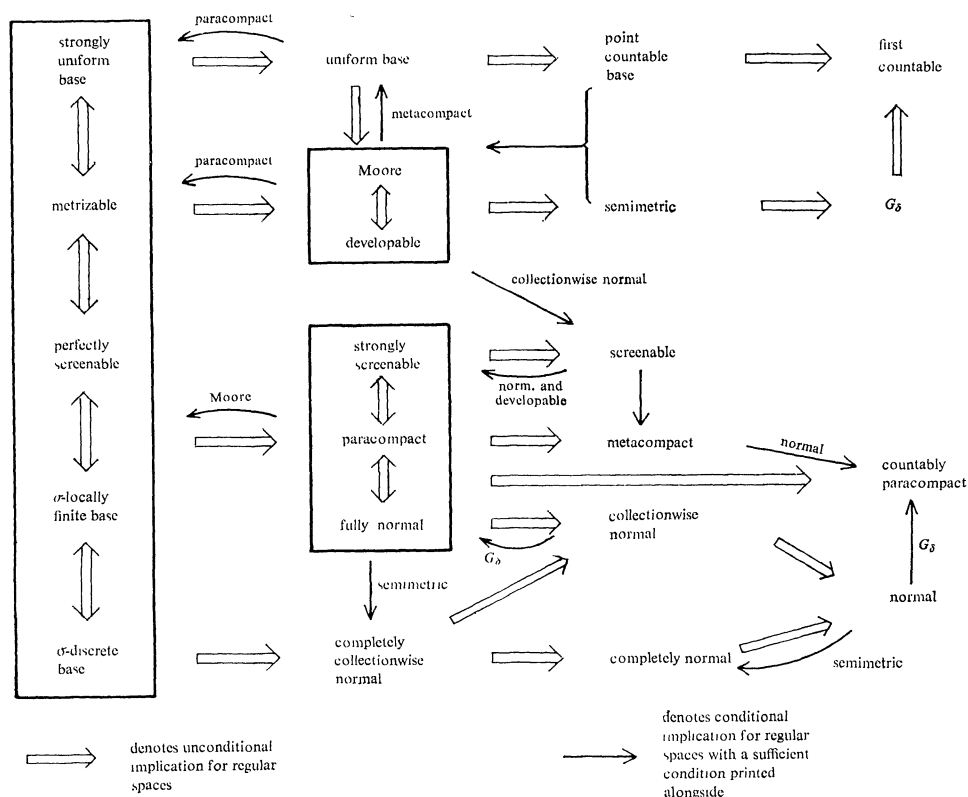 paracompact
strongly
uniform
base
uniform base
point
countable
base
first
countable
metacompact
paracompact
Moore
metrizable
developable
semimetric
G_δ
collectionwise normal
perfectly
screenable
strongly
screenable
screenable
norm. and
developable
Moore
paracompact
metacompact
normal
countably
paracompact
σ-locally
finite base
fully normal
collectionwise
normal
G_δ
G_δ
semimetric
normal
σ-discrete
base
completely
collectionwise
normal
completely normal
semimetric
denotes unconditional
implication for regular
spaces
denotes conditional
implication for regular
spaces with a sufficient
condition printed
alongside